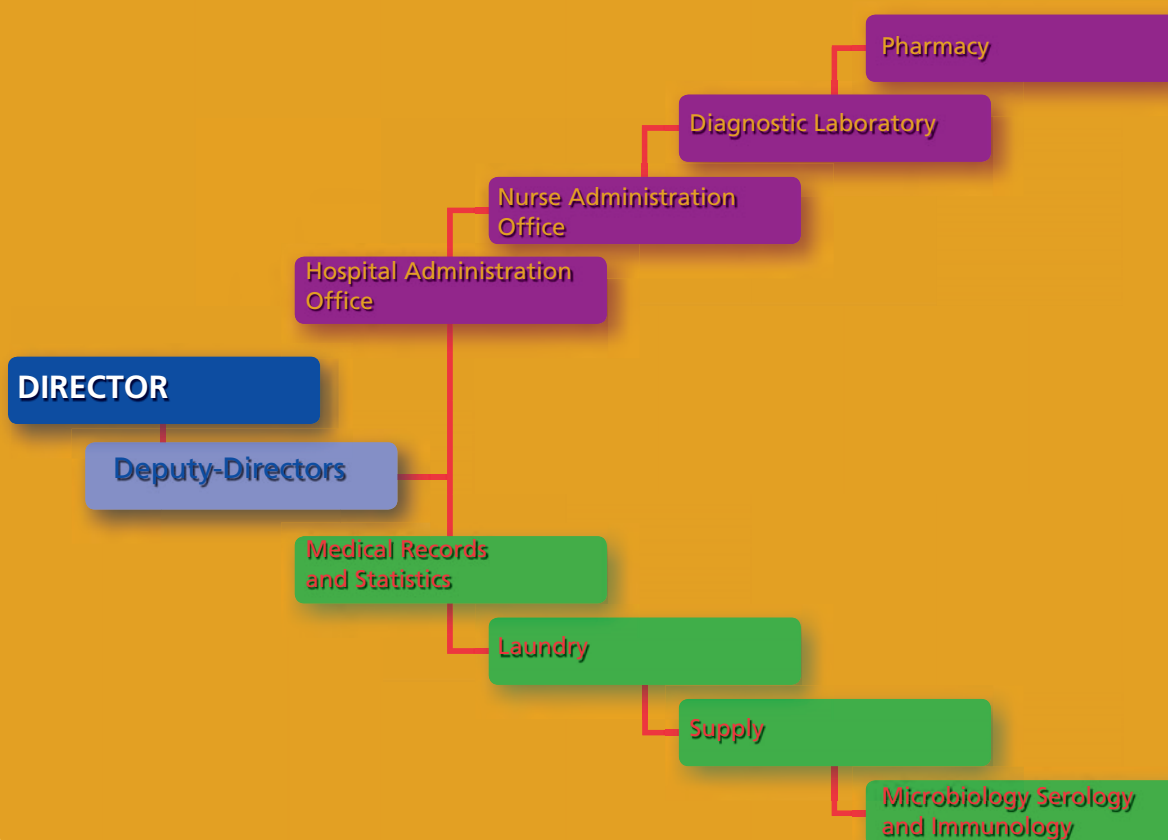 Pharmacy
Diagnostic Laboratory
Nurse Administration
Office
Hospital Administration
Office
DIRECTOR
Deputy-Directors
Medical Records
and Statistics
Laundry
Supply
Microbiology Serology
and Immunology